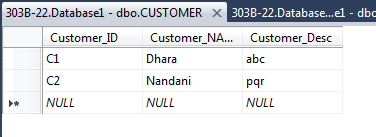 303B-22.Database1 - dbo.CUSTOMER 303B-22.Database...e1 - dbo
Customer_ID Customer_NA... Customer_Desc
C1 Dhara abc
C2 Nandani pqr
NULL NULL NULL